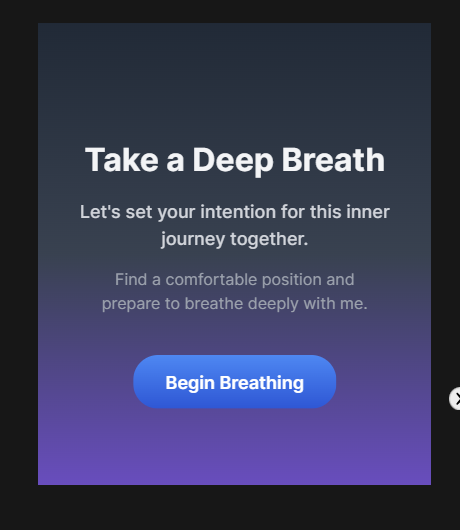 Take a Deep Breath
Let's set your intention for this inner
journey together.
Find a comfortable position and
prepare to breathe deeply with me.
Begin Breathing